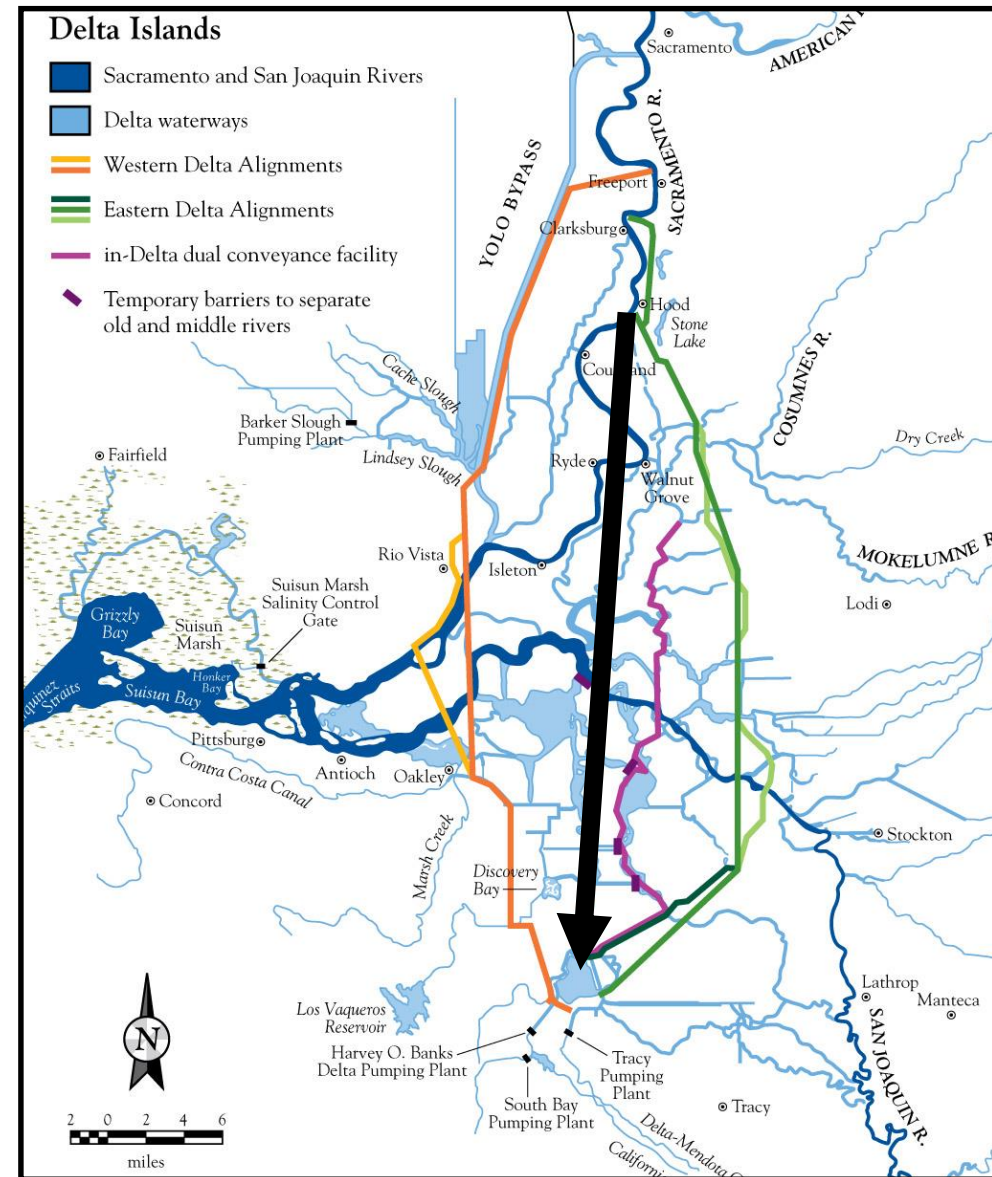 Delta Islands
Sacramento and San Joaquin Rivers
Delta waterways
Western Delta Alignments
Eastern Delta Alignments
in-Delta dual conveyance facility
Temporary barriers to separate
old and middle rivers
Sacramento
AMERICAN
SACRAMENTO R.
YOLO BYPASS
Freeport
Clarksburg
Hood
Stone
Lake
COSUMNES R.
Cache Slough
Barker Slough
Pumping Plant
Lindsey Slough
Fairfield
Ryde
Walnut
Grove
Dry Creek
MOKELUMNE R
Rio Vista
Isleton
Lodi
Suisun Marsh
Salinity Control
Gate
Grizzly
Bay
Suisun
Marsh
Honker
Bay
Suisun Bay
Straits
Pittsburg
Antioch
Oakley
Contra Costa Canal
Concord
Marsh Creek
Stockton
Discovery
Bay
Los Vaqueros
Reservoir
Lathrop
Manteca
SAN JOAQUIN R.
Harvey O. Banks
Delta Pumping Plant
Tracy
Pumping
Plant
South Bay
Pumping Plant
Tracy
Delta-Mendota C
California
N
2 0 2 4 6
miles